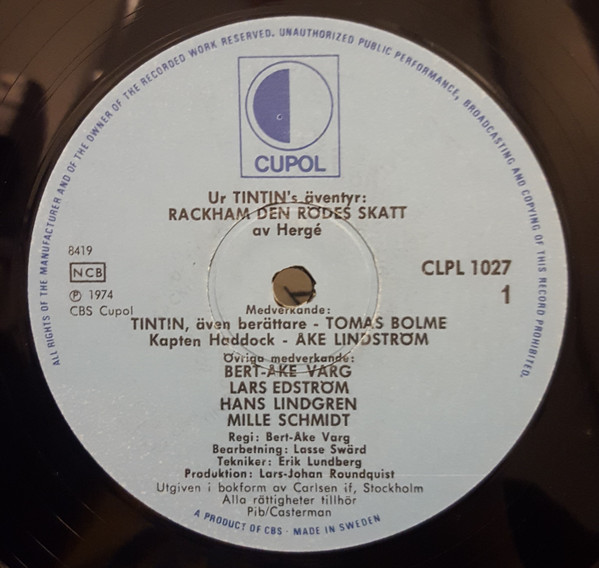 ALL RIGHTS OF THE MANUFACTURER AND OF THE OWNER OF THE RECORDED WORK RESERVED. UNAUTHORIZED PUBLIC PERFORMANCE, BROADCASTING AND COPYING OF THIS RECORD PROHIBITED.
CUPOL
Ur TINTIN's äventyr:
RACKHAM DEN RÖDES SKATT
av Hergé
8419
NCB
Ⓟ 1974
CBS Cupol
CLPL 1027
1
Medverkande:
TINTIN, även berättare - TOMAS BOLME
Kapten Haddock - ÅKE LINDSTRÖM
Övriga medverkande:
BERT-ÅKE VARG
LARS EDSTRÖM
HANS LINDGREN
MILLE SCHMIDT
Regi: Bert-Åke Varg
Bearbetning: Lasse Swärd
Tekniker: Erik Lundberg
Produktion: Lars-Johan Roundquist
Utgiven i bokform av Carlsen if, Stockholm
Alla rättigheter tillhör
Pib/Casterman
A PRODUCT OF CBS · MADE IN SWEDEN